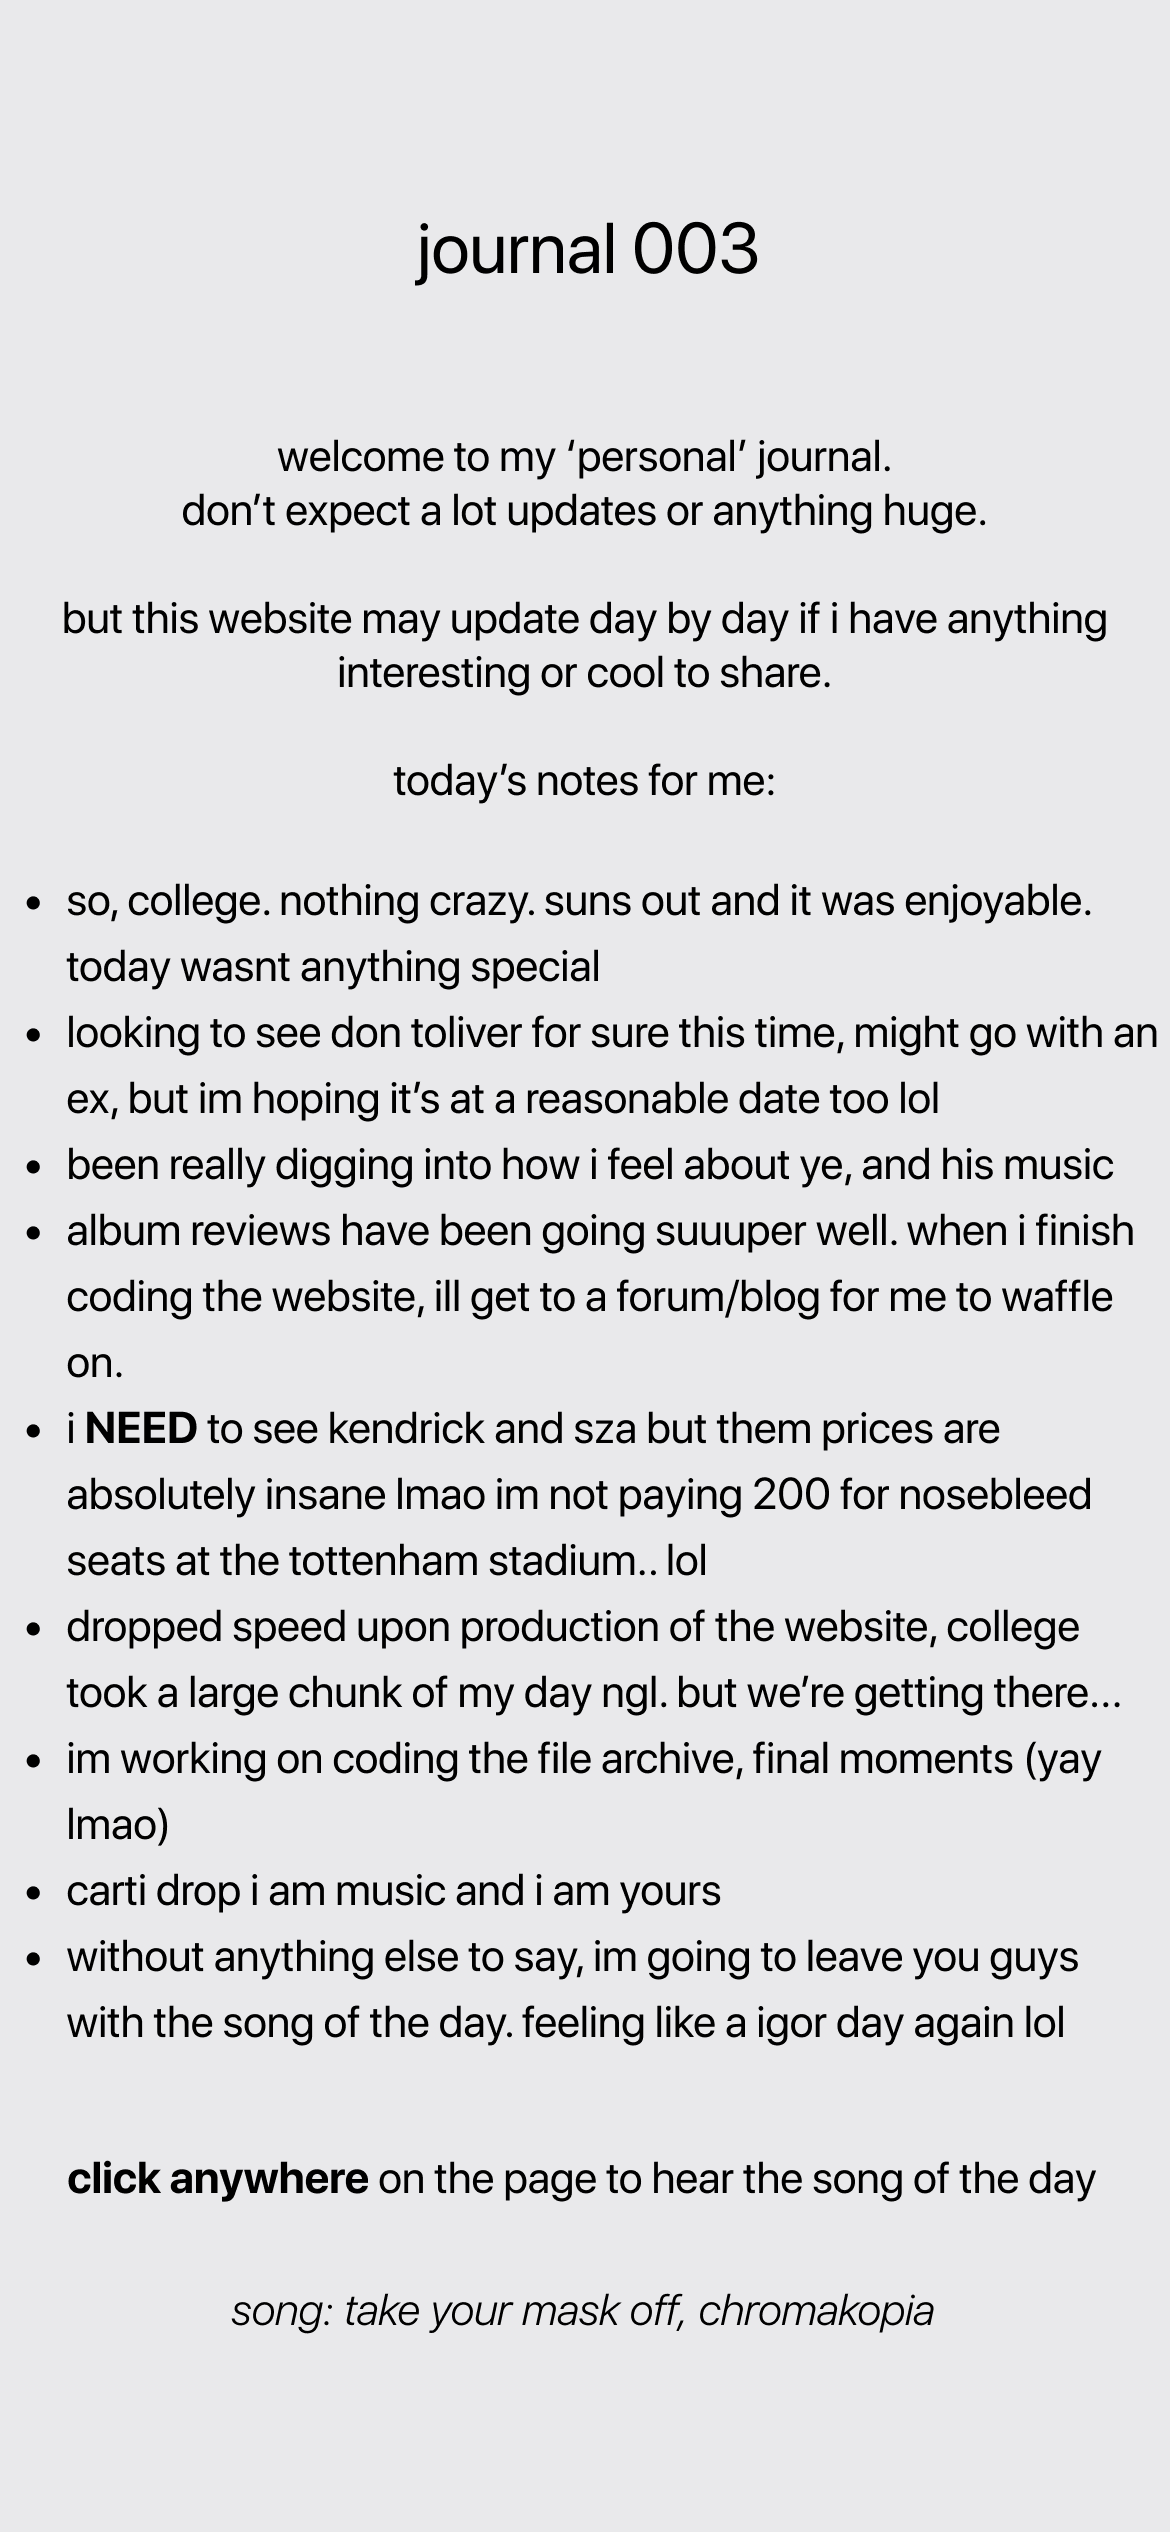 journal 003
welcome to my ‘personal’ journal.
don’t expect a lot updates or anything huge.
but this website may update day by day if i have anything
interesting or cool to share.
today’s notes for me:
• so, college. nothing crazy. suns out and it was enjoyable.
today wasnt anything special
• looking to see don toliver for sure this time, might go with an
ex, but im hoping it’s at a reasonable date too lol
• been really digging into how i feel about ye, and his music
• album reviews have been going suuuper well. when i finish
coding the website, ill get to a forum/blog for me to waffle
on.
• i NEED to see kendrick and sza but them prices are
absolutely insane lmao im not paying 200 for nosebleed
seats at the tottenham stadium.. lol
• dropped speed upon production of the website, college
took a large chunk of my day ngl. but we’re getting there...
• im working on coding the file archive, final moments (yay
lmao)
• carti drop i am music and i am yours
• without anything else to say, im going to leave you guys
with the song of the day. feeling like a igor day again lol
click anywhere on the page to hear the song of the day
song: take your mask off, chromakopia